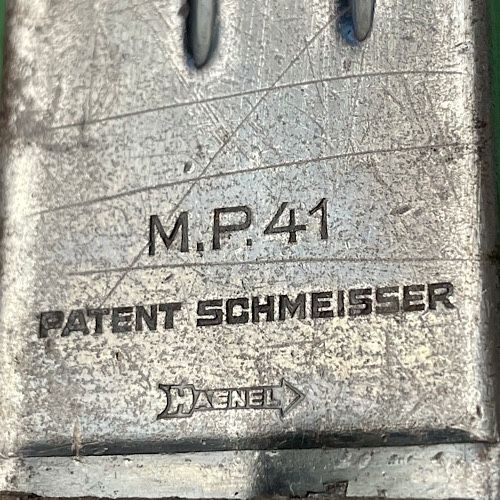 M.P.41
PATENT SCHMEISSER
HAENEL